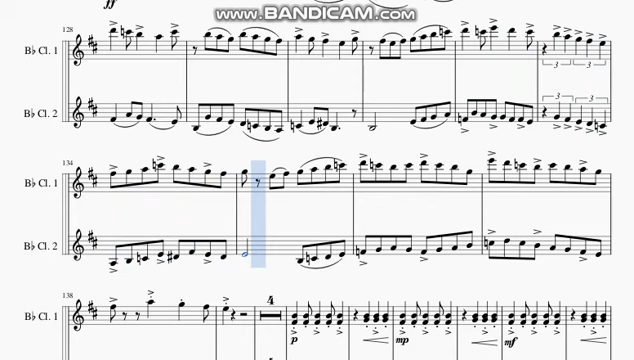 ff
www.BANDICAM.com
128
B♭ Cl. 1
B♭ Cl. 2
3 3
3 3
134
B♭ Cl. 1
B♭ Cl. 2
138
B♭ Cl. 1
4
p mp mf